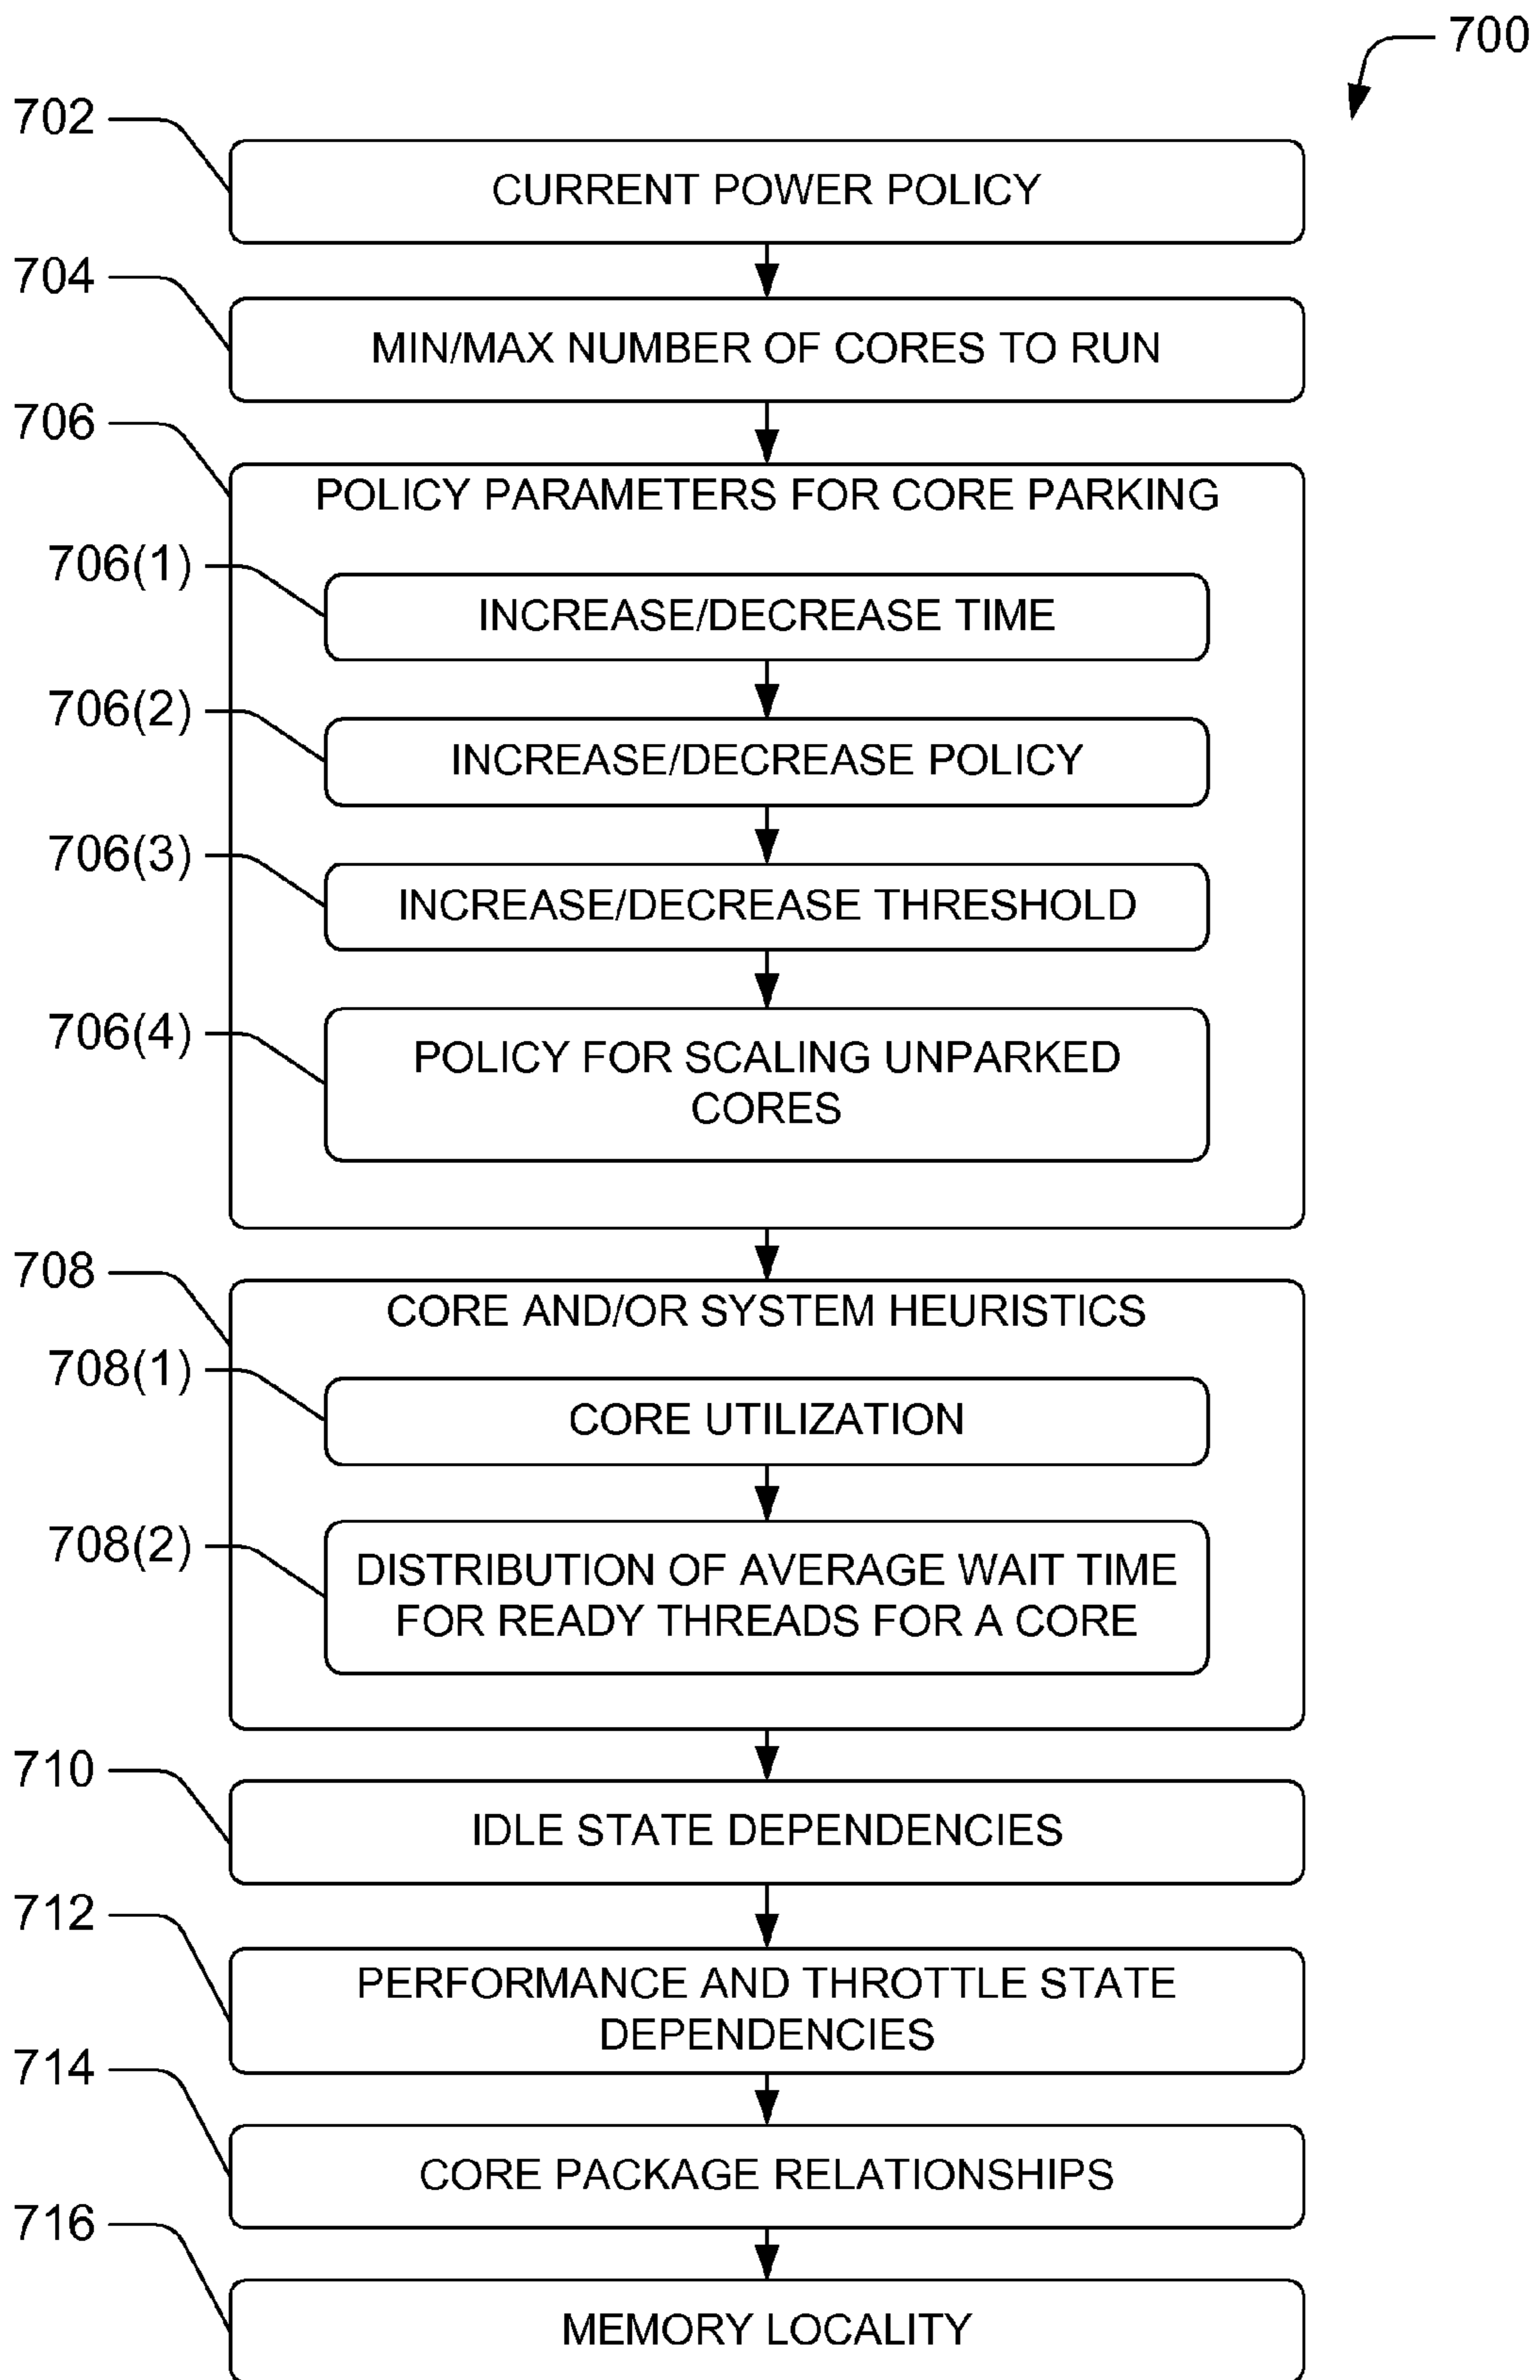 700
702
CURRENT POWER POLICY
704
MIN/MAX NUMBER OF CORES TO RUN
706
POLICY PARAMETERS FOR CORE PARKING
706(1)
INCREASE/DECREASE TIME
706(2)
INCREASE/DECREASE POLICY
706(3)
INCREASE/DECREASE THRESHOLD
706(4)
POLICY FOR SCALING UNPARKED
CORES
708
CORE AND/OR SYSTEM HEURISTICS
708(1)
CORE UTILIZATION
708(2)
DISTRIBUTION OF AVERAGE WAIT TIME
FOR READY THREADS FOR A CORE
710
IDLE STATE DEPENDENCIES
712
PERFORMANCE AND THROTTLE STATE
DEPENDENCIES
714
CORE PACKAGE RELATIONSHIPS
716
MEMORY LOCALITY